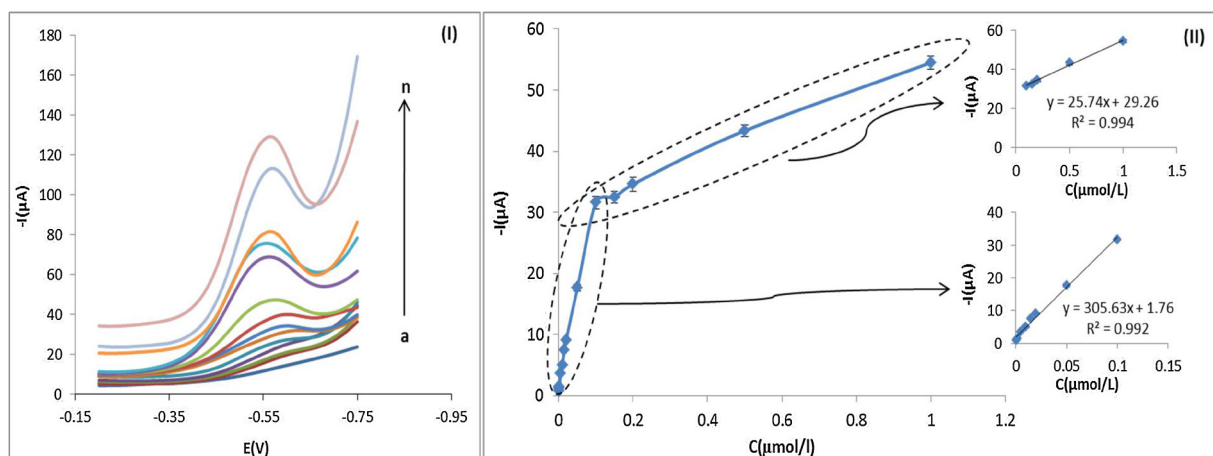 (I)
180
160
140
120
100
80
60
40
20
0
-I(µA)
n
a
-0.15 -0.35 -0.55 -0.75 -0.95
E(V)
60
50
40
30
20
10
0
-I(µA)
0 0.2 0.4 0.6 0.8 1
C(µmol/l)
(II)
60
40
20
0
-I(µA)
y = 25.74x + 29.26
R² = 0.994
0 0.5 1 1.5
C(µmol/L)
40
30
20
10
0
-I(µA)
y = 305.63x + 1.76
R² = 0.992
0 0.05 0.1 0.15
C(µmol/L)